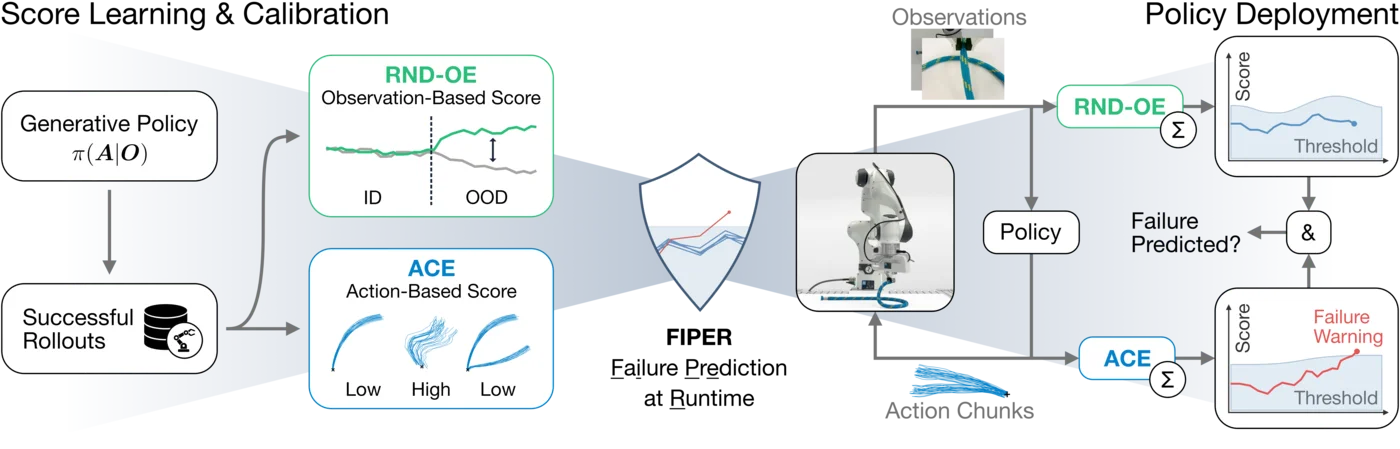 Score Learning & Calibration
Generative Policy
π(A|O)
Successful
Rollouts
RND-OE
Observation-Based Score
ID
OOD
ACE
Action-Based Score
Low
High
Low
FIPER
Failure Prediction
at Runtime
Policy Deployment
Observations
RND-OE
Σ
Score
Threshold
Policy
Failure
Predicted?
&
ACE
Σ
Action Chunks
Score
Failure
Warning
Threshold